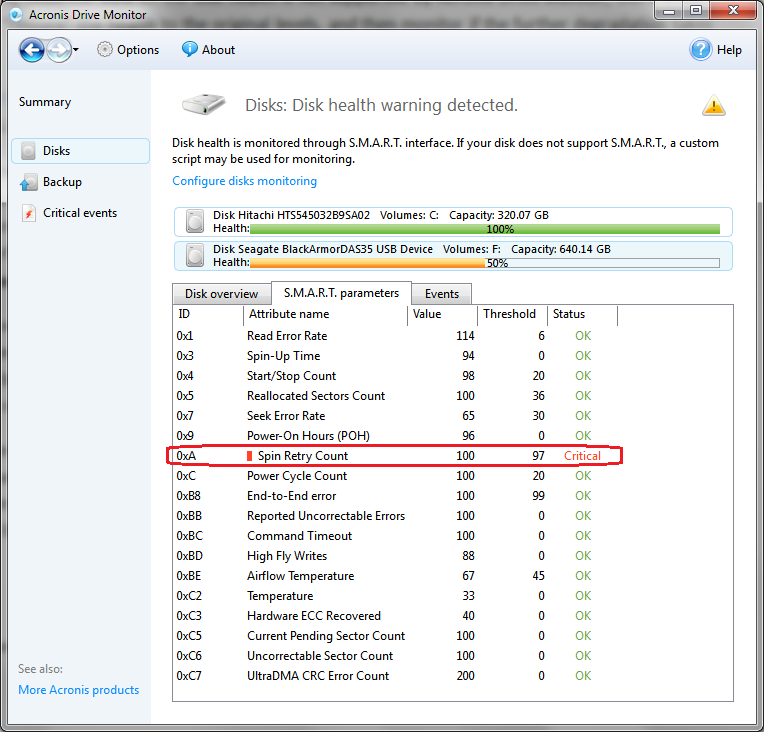 Acronis Drive Monitor
Options About Help
Summary
Disks
Backup
Critical events
See also:
More Acronis products
Disks: Disk health warning detected.
Disk health is monitored through S.M.A.R.T. interface. If your disk does not support S.M.A.R.T., a custom
script may be used for monitoring.
Configure disks monitoring
Disk Hitachi HTS545032B9SA02 Volumes: C: Capacity: 320.07 GB
Health: 100%
Disk Seagate BlackArmorDAS35 USB Device Volumes: F: Capacity: 640.14 GB
Health: 50%
Disk overview S.M.A.R.T. parameters Events
ID Attribute name Value Threshold Status
0x1 Read Error Rate 114 6 OK
0x3 Spin-Up Time 94 0 OK
0x4 Start/Stop Count 98 20 OK
0x5 Reallocated Sectors Count 100 36 OK
0x7 Seek Error Rate 65 30 OK
0x9 Power-On Hours (POH) 96 0 OK
0xA Spin Retry Count 100 97 Critical
0xC Power Cycle Count 100 20 OK
0xB8 End-to-End error 100 99 OK
0xBB Reported Uncorrectable Errors 100 0 OK
0xBC Command Timeout 100 0 OK
0xBD High Fly Writes 88 0 OK
0xBE Airflow Temperature 67 45 OK
0xC2 Temperature 33 0 OK
0xC3 Hardware ECC Recovered 40 0 OK
0xC5 Current Pending Sector Count 100 0 OK
0xC6 Uncorrectable Sector Count 100 0 OK
0xC7 UltraDMA CRC Error Count 200 0 OK